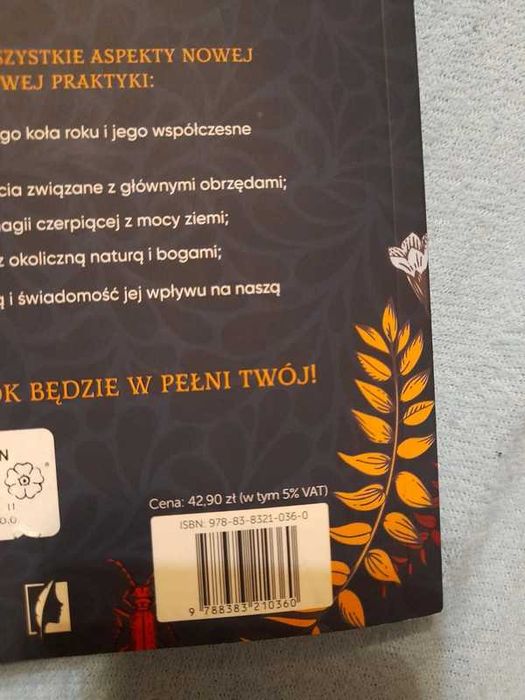 SZYSTKIE ASPEKTY NOWEJ
WEJ PRAKTYKI:
go koła roku i jego współczesne
cia związane z głównymi obrzędami;
agii czerpiącej z mocy ziemi;
z okoliczną naturą i bogami;
ą i świadomość jej wpływu na naszą
OK BĘDZIE W PEŁNI TWÓJ!
N
Cena: 42,90 zł (w tym 5% VAT)
ISBN: 978-83-8321-036-0
9 788383 210360